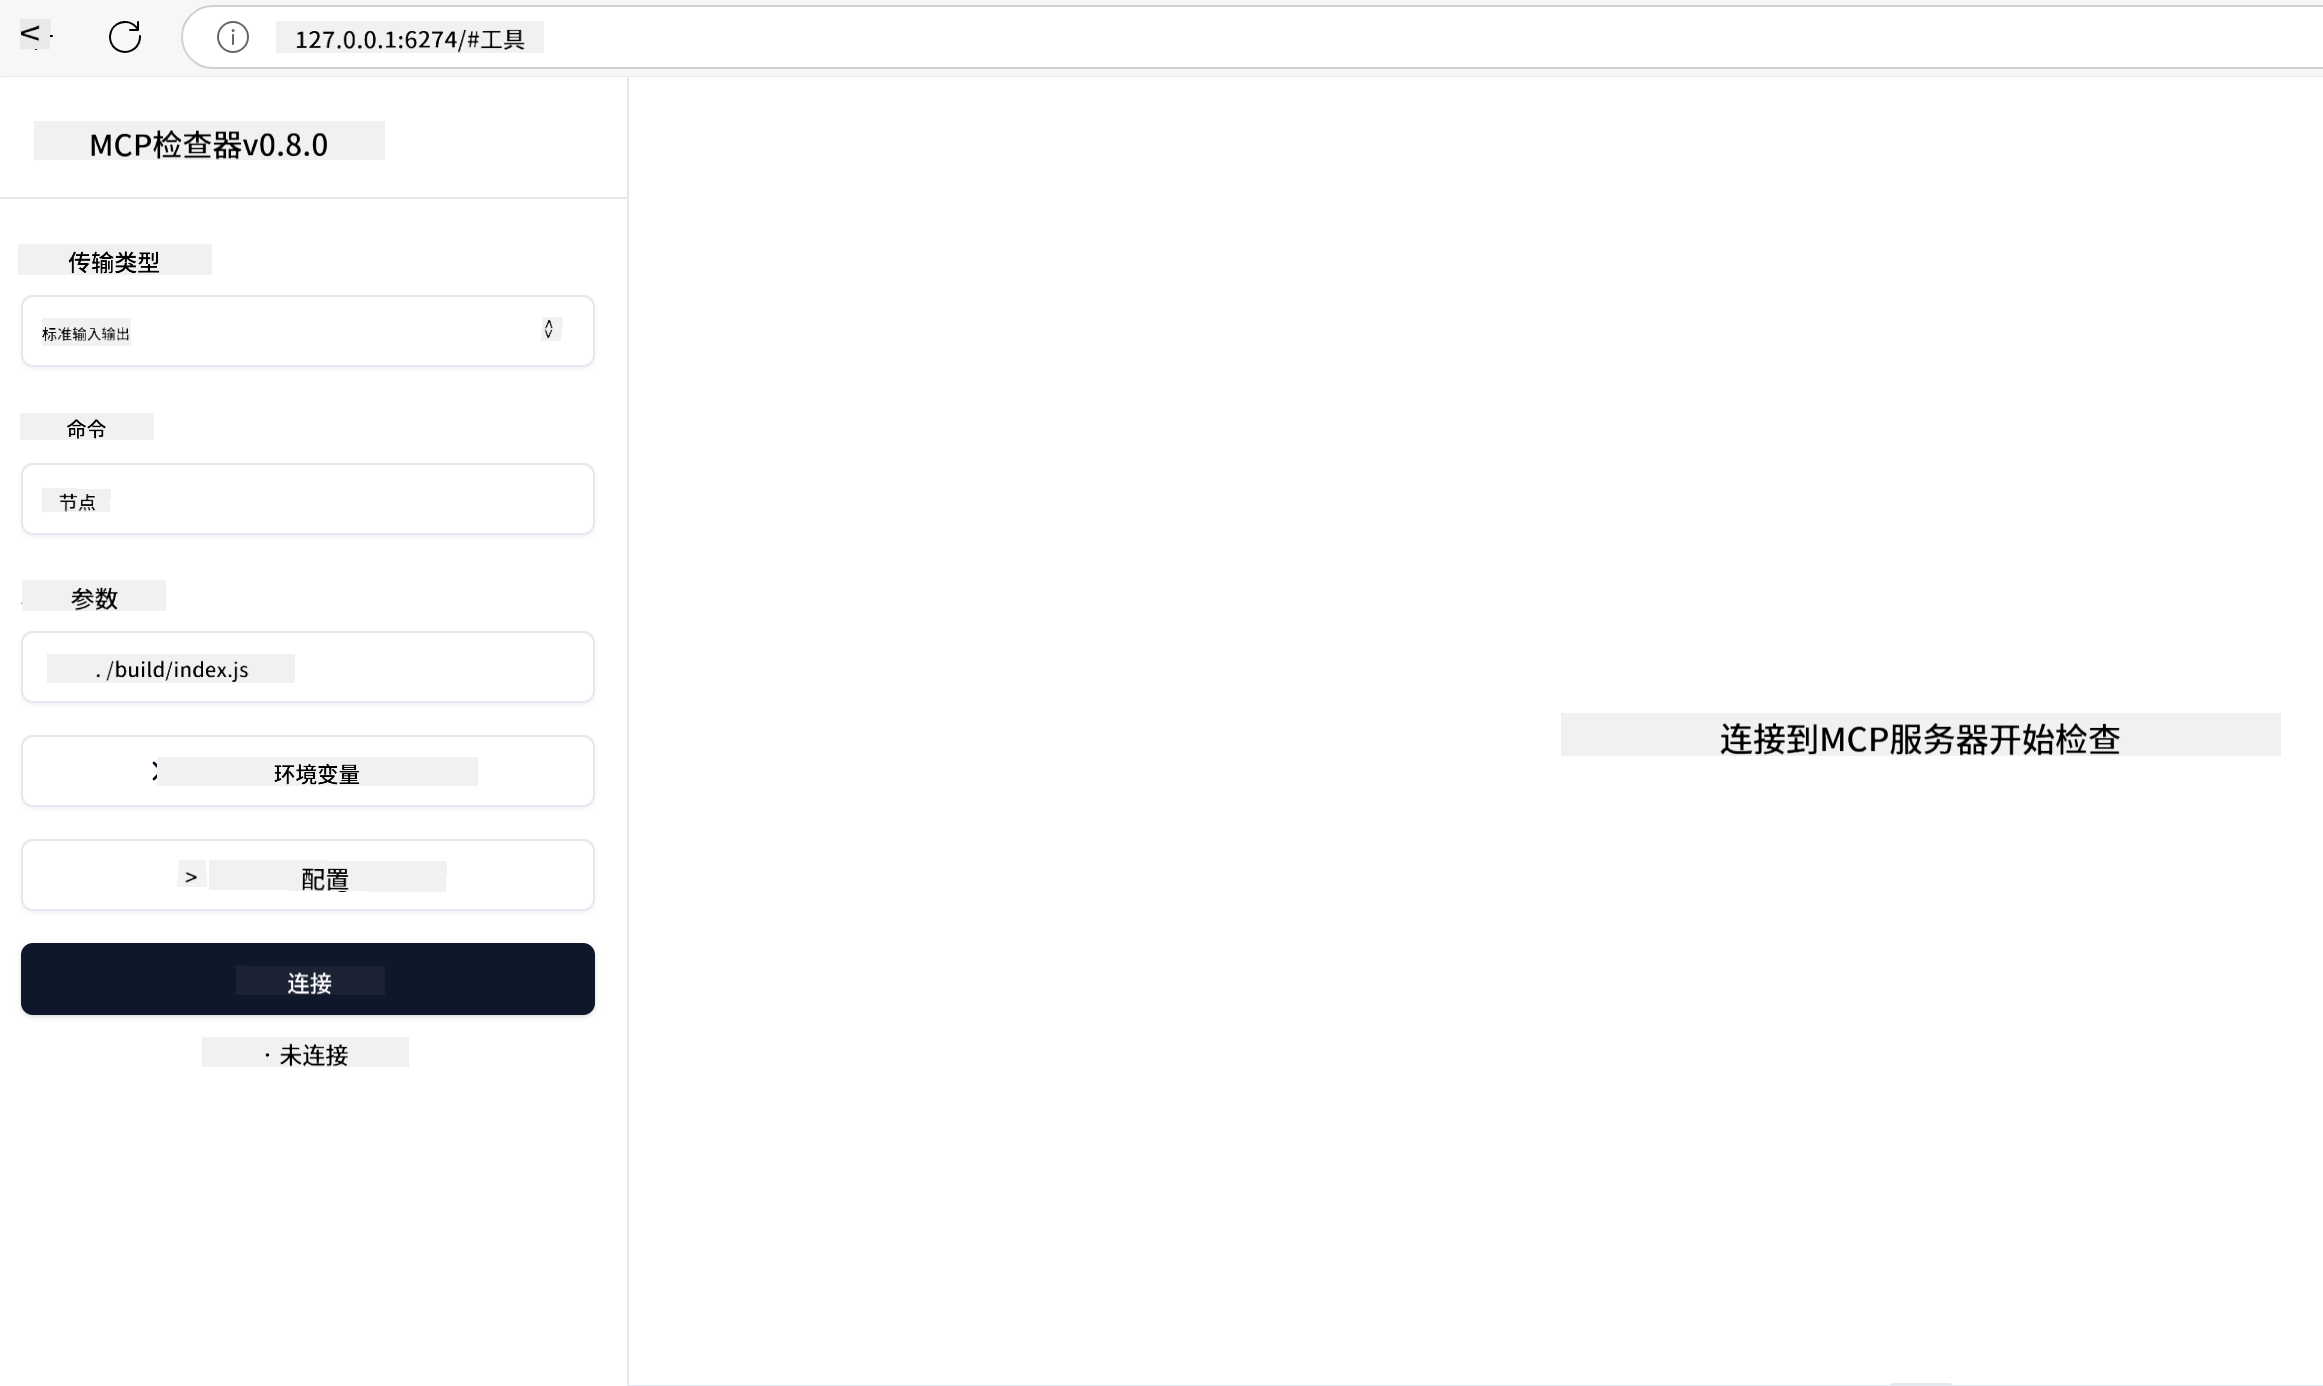 127.0.0.1:6274/#工具
MCP检查器v0.8.0
传输类型
标准输入输出
命令
节点
参数
. /build/index.js
环境变量
> 配置
连接
· 未连接
连接到MCP服务器开始检查